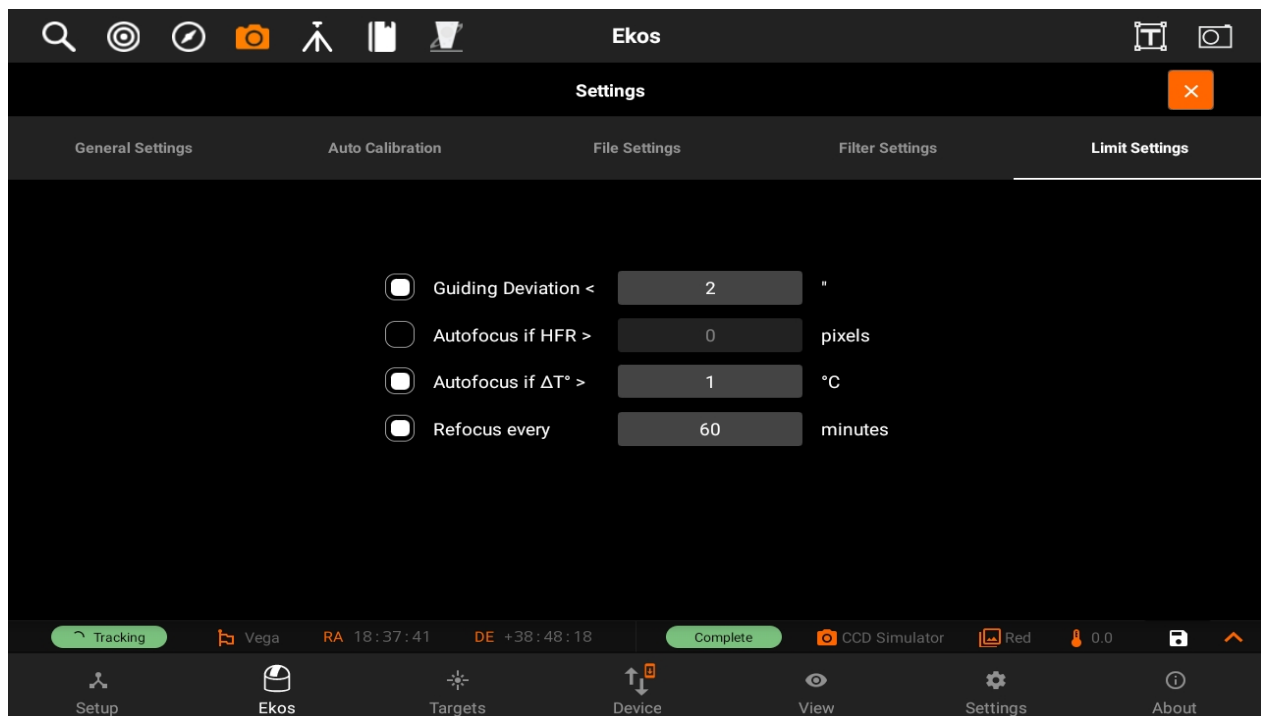 Ekos
Settings
General Settings Auto Calibration File Settings Filter Settings Limit Settings
Guiding Deviation < 2 "
Autofocus if HFR > 0 pixels
Autofocus if ΔT° > 1 °C
Refocus every 60 minutes
Tracking Vega RA 18:37:41 DE +38:48:18 Complete CCD Simulator Red 0.0
Setup Ekos Targets Device View Settings About